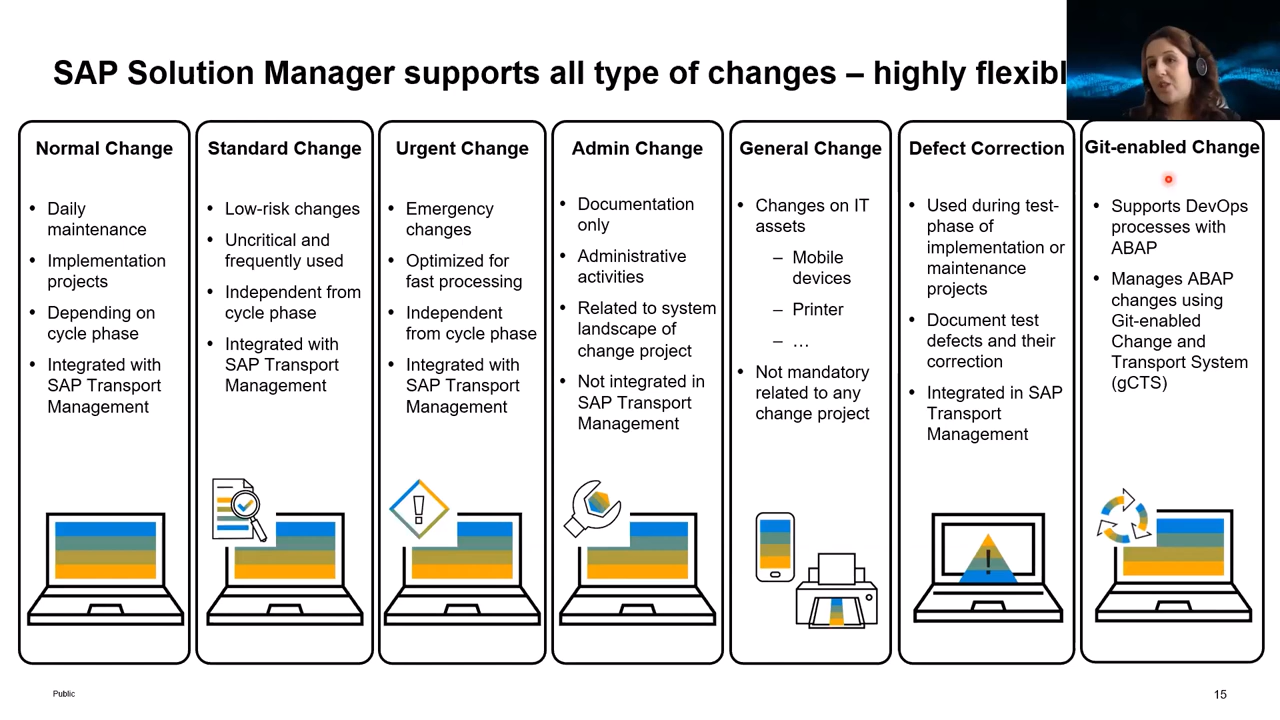 SAP Solution Manager supports all type of changes – highly flexibl
Normal Change
• Daily
maintenance
• Implementation
projects
• Depending on
cycle phase
• Integrated with
SAP Transport
Management
Standard Change
• Low-risk changes
• Uncritical and
frequently used
• Independent from
cycle phase
• Integrated with
SAP Transport
Management
Urgent Change
• Emergency
changes
• Optimized for
fast processing
• Independent
from cycle phase
• Integrated with
SAP Transport
Management
Admin Change
• Documentation
only
• Administrative
activities
• Related to system
landscape of
change project
• Not integrated in
SAP Transport
Management
General Change
• Changes on IT
assets
– Mobile
devices
– Printer
– …
• Not mandatory
related to any
change project
Defect Correction
• Used during test-
phase of
implementation or
maintenance
projects
• Document test
defects and their
correction
• Integrated in SAP
Transport
Management
Git-enabled Change
• Supports DevOps
processes with
ABAP
• Manages ABAP
changes using
Git-enabled
Change and
Transport System
(gCTS)
Public
15